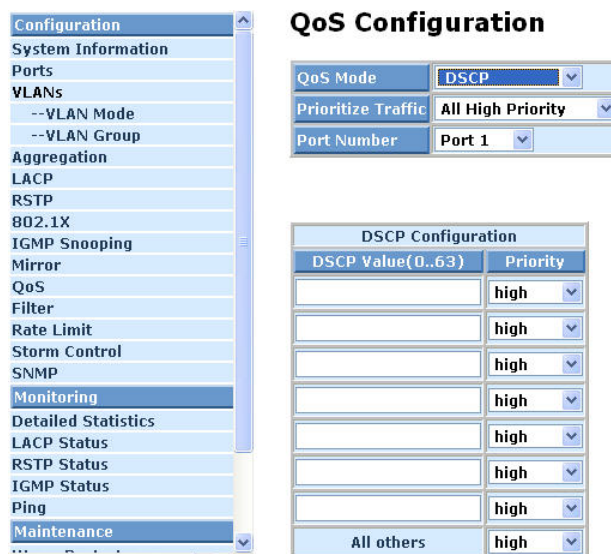 Configuration
System Information
Ports
VLANs
--VLAN Mode
--VLAN Group
Aggregation
LACP
RSTP
802.1X
IGMP Snooping
Mirror
QoS
Filter
Rate Limit
Storm Control
SNMP
Monitoring
Detailed Statistics
LACP Status
RSTP Status
IGMP Status
Ping
Maintenance
QoS Configuration
QoS Mode DSCP
Prioritize Traffic All High Priority
Port Number Port 1
DSCP Configuration
DSCP Value(0..63) Priority
high
high
high
high
high
high
high
All others high